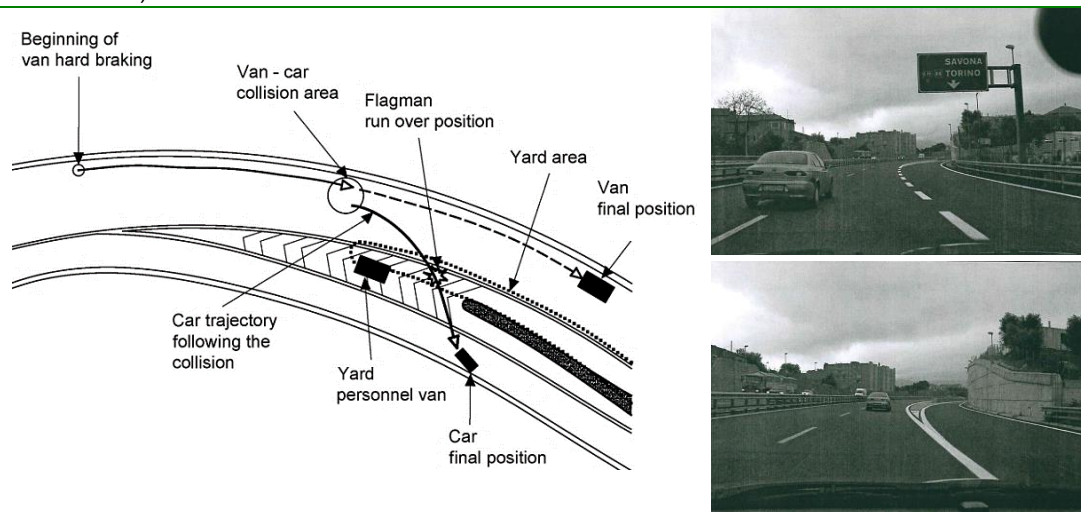 Beginning of
van hard braking
Van - car
collision area
Flagman
run over position
Yard area
Van
final position
Car trajectory
following the
collision
Yard
personnel van
Car
final position
SAVONA
TORINO